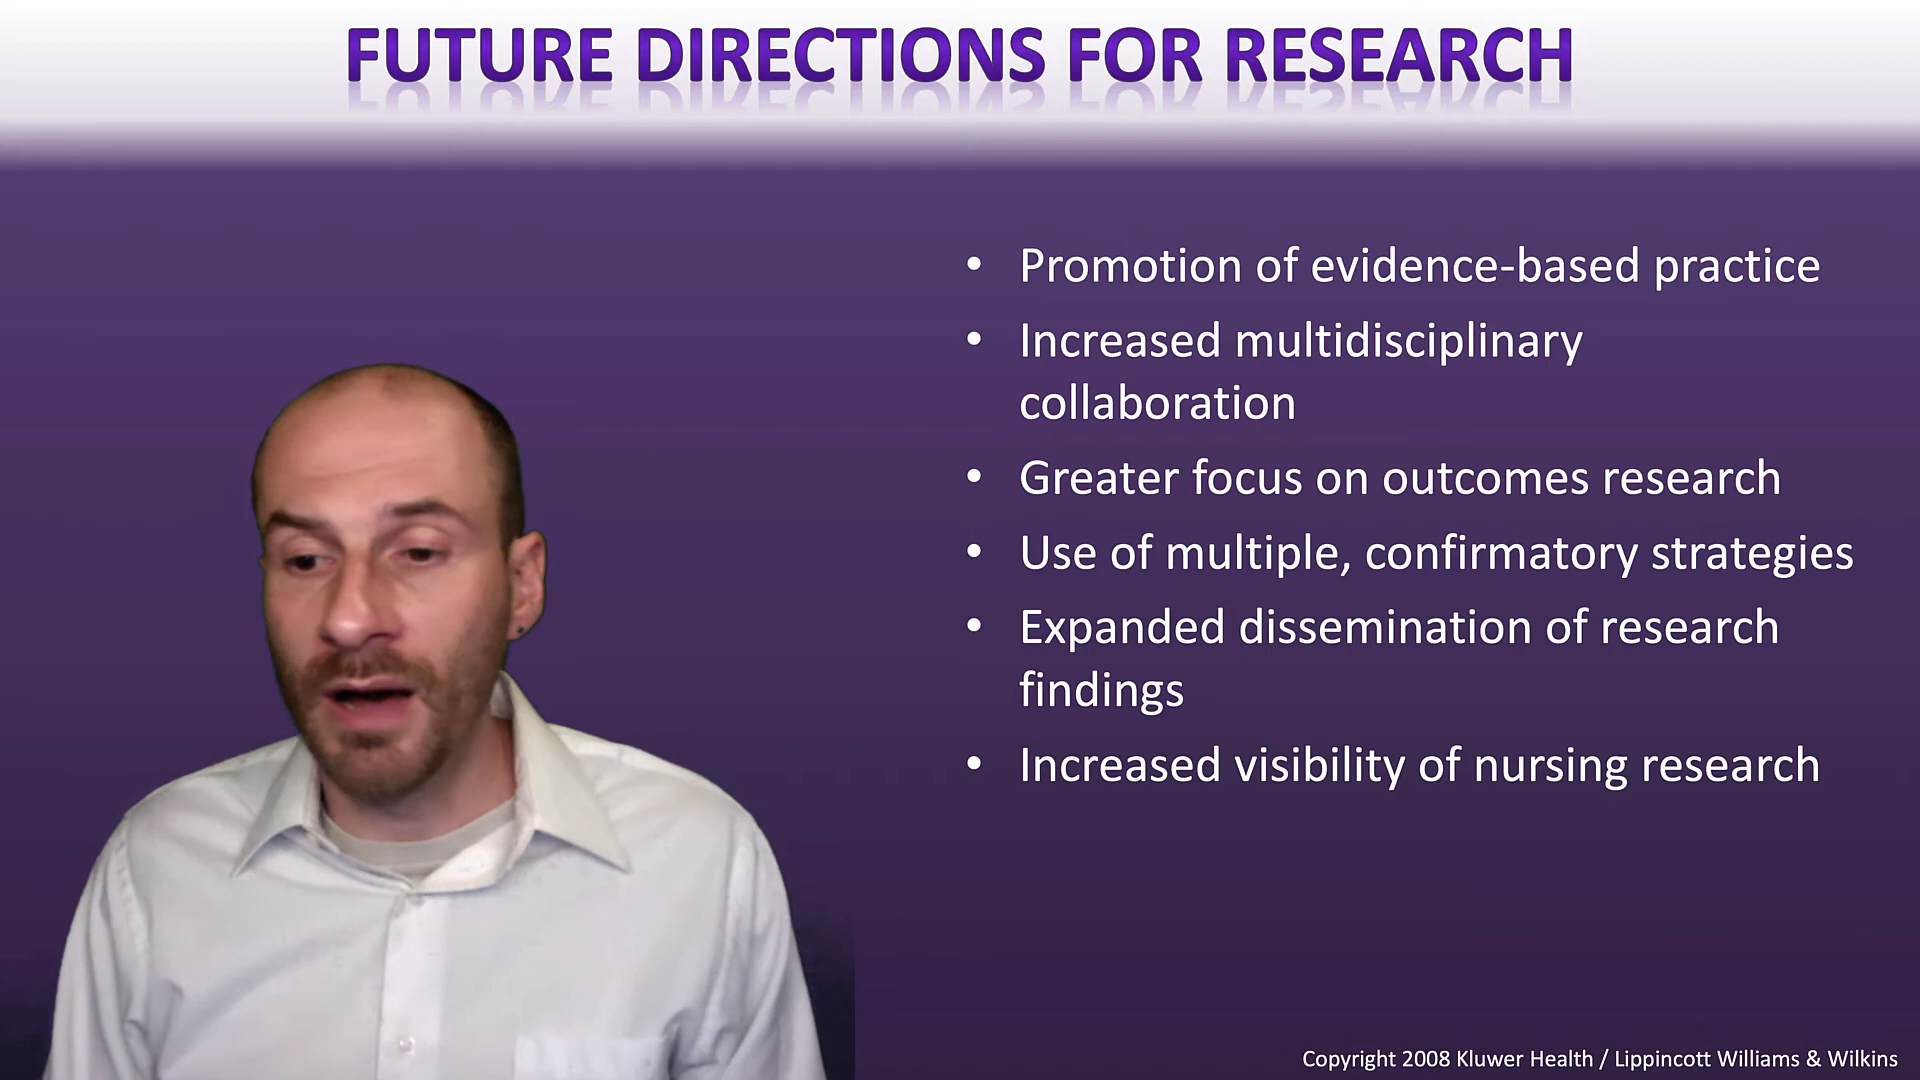 FUTURE DIRECTIONS FOR RESEARCH
• Promotion of evidence-based practice
• Increased multidisciplinary
collaboration
• Greater focus on outcomes research
• Use of multiple, confirmatory strategies
• Expanded dissemination of research
findings
• Increased visibility of nursing research
Copyright 2008 Kluwer Health / Lippincott Williams & Wilkins